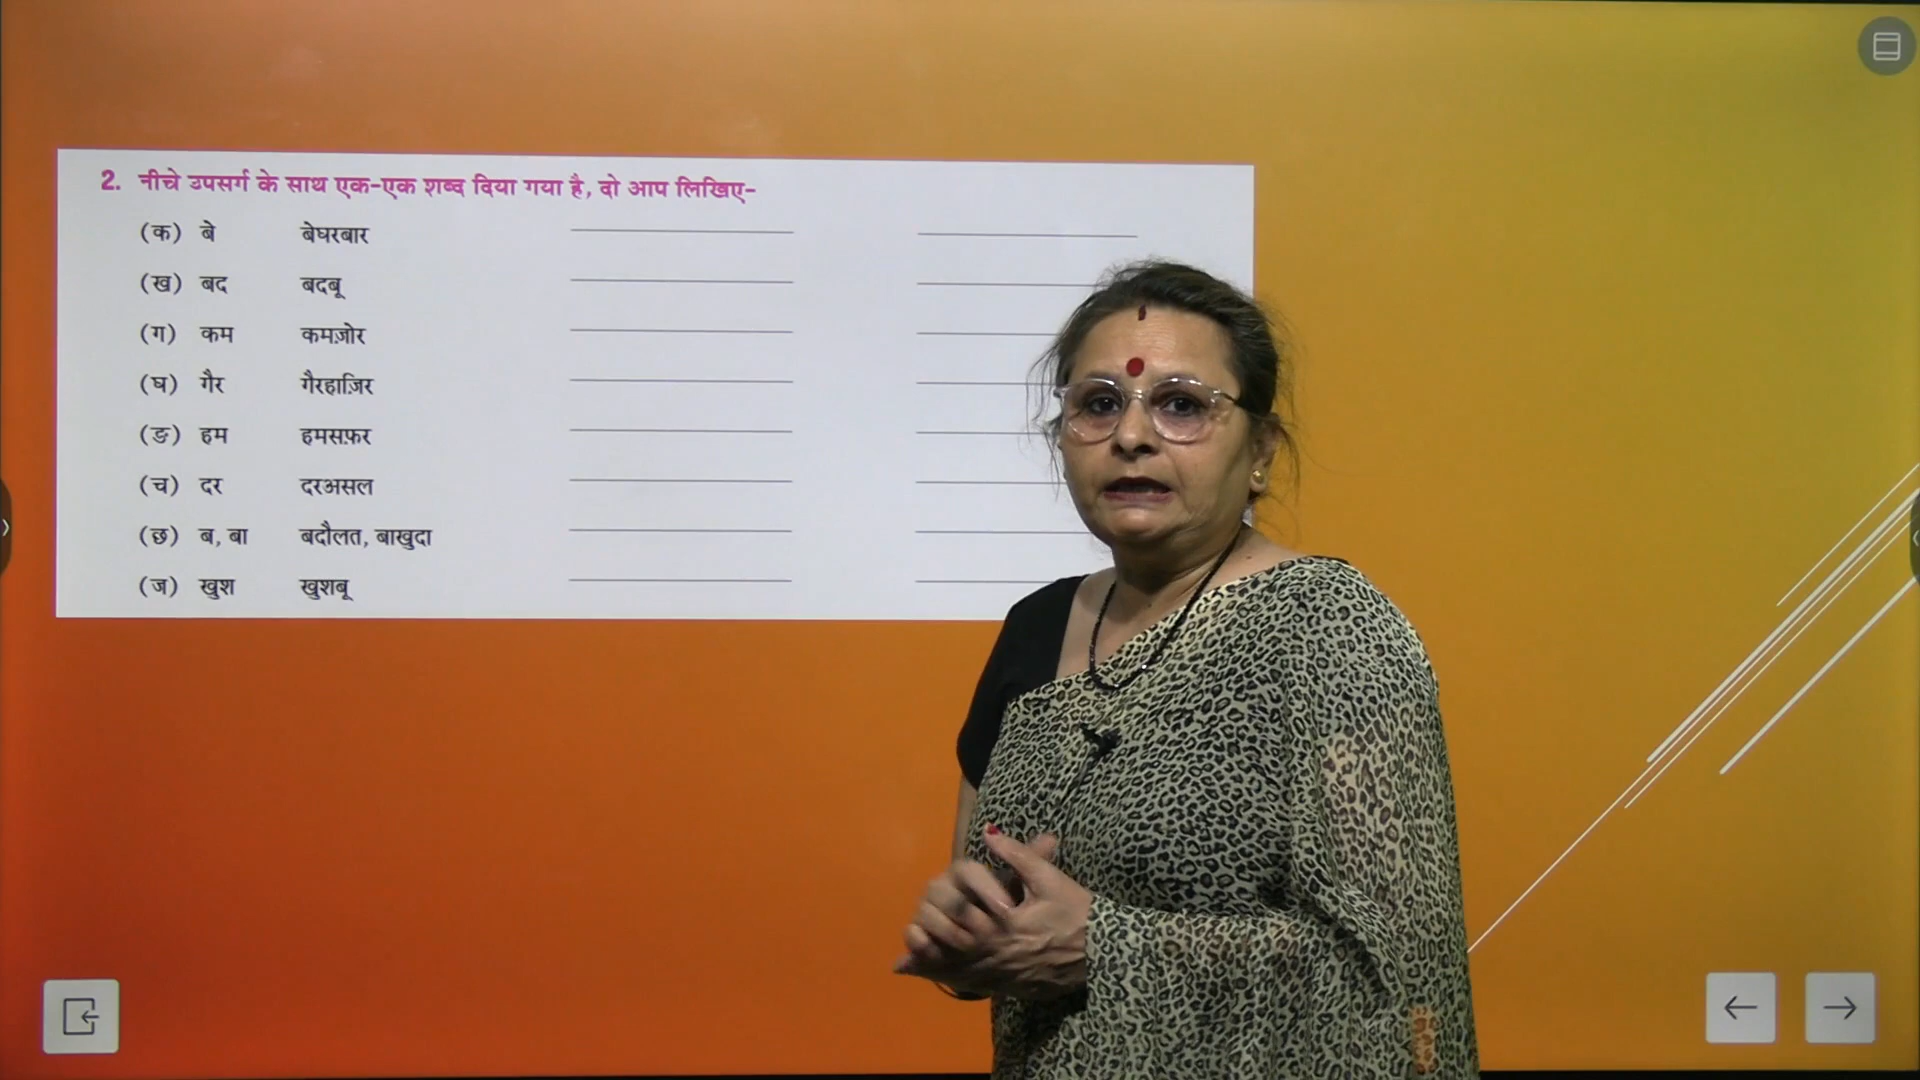 2. नीचे उपसर्ग के साथ एक-एक शब्द दिया गया है, दो आप लिखिए-
(क) बे बेघरबार
(ख) बद बदबू
(ग) कम कमज़ोर
(घ) गैर गैरहाज़िर
(ङ) हम हमसफ़र
(च) दर दरअसल
(छ) ब, बा बदौलत, बाखुदा
(ज) खुश खुशबू